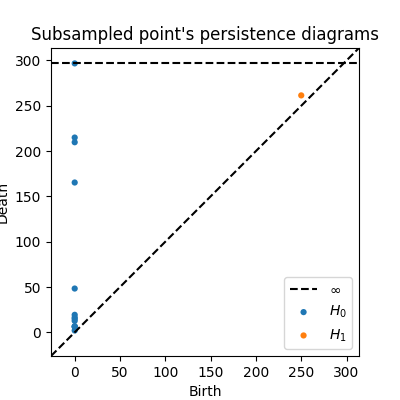 Subsampled point's persistence diagrams
300
250
200
150
100
50
0
Death
∞
H₀
H₁
0 50 100 150 200 250 300
Birth